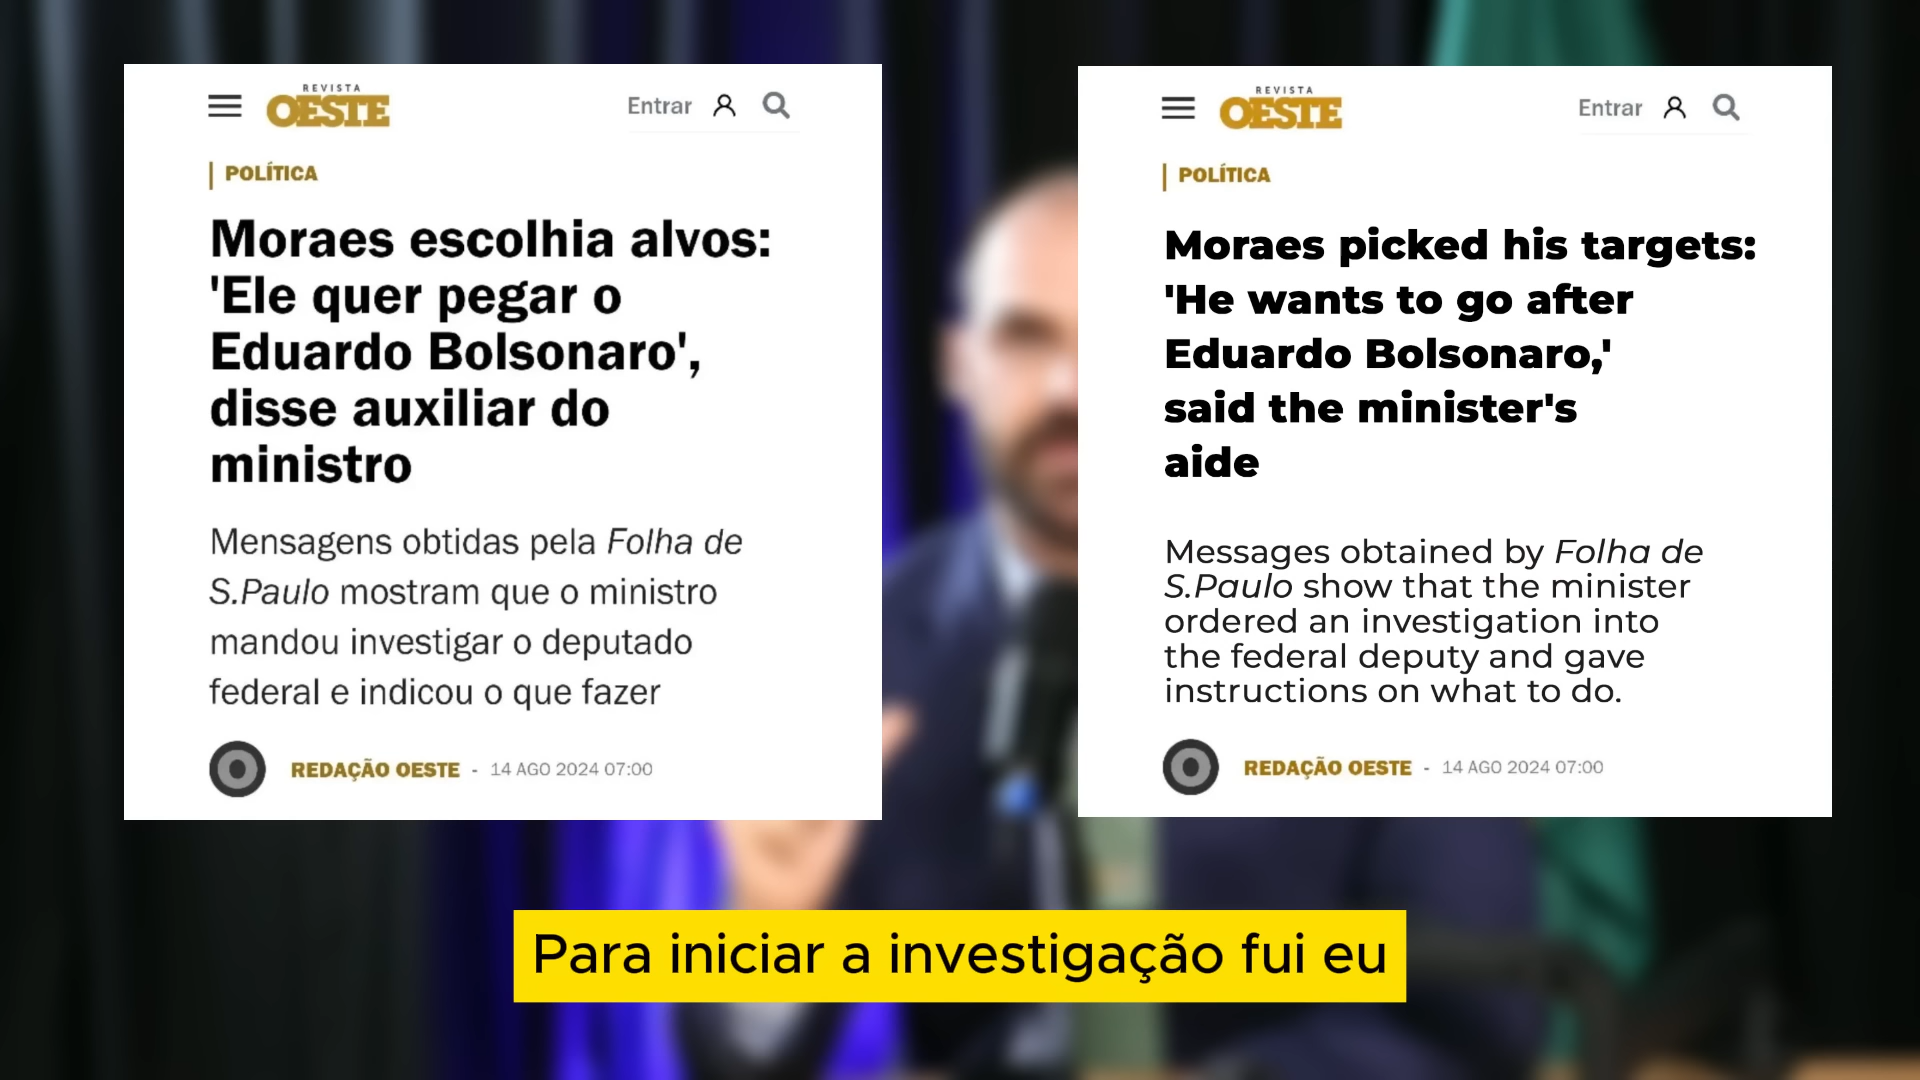 REVISTA
OESTE
Entrar
POLÍTICA
Moraes escolhia alvos:
'Ele quer pegar o
Eduardo Bolsonaro',
disse auxiliar do
ministro
Mensagens obtidas pela Folha de
S.Paulo mostram que o ministro
mandou investigar o deputado
federal e indicou o que fazer
REDAÇÃO OESTE - 14 AGO 2024 07:00
REVISTA
OESTE
Entrar
POLÍTICA
Moraes picked his targets:
'He wants to go after
Eduardo Bolsonaro,'
said the minister's
aide
Messages obtained by Folha de
S.Paulo show that the minister
ordered an investigation into
the federal deputy and gave
instructions on what to do.
REDAÇÃO OESTE - 14 AGO 2024 07:00
Para iniciar a investigação fui eu